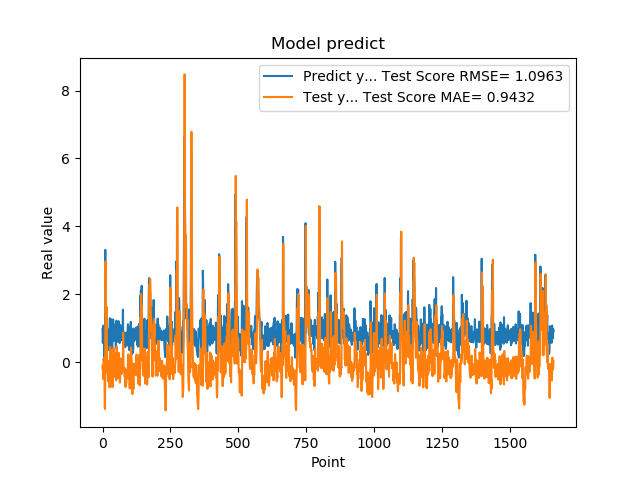 Model predict
Predict y... Test Score RMSE= 1.0963
Test y... Test Score MAE= 0.9432
8
6
4
2
0
Real value
0 250 500 750 1000 1250 1500
Point